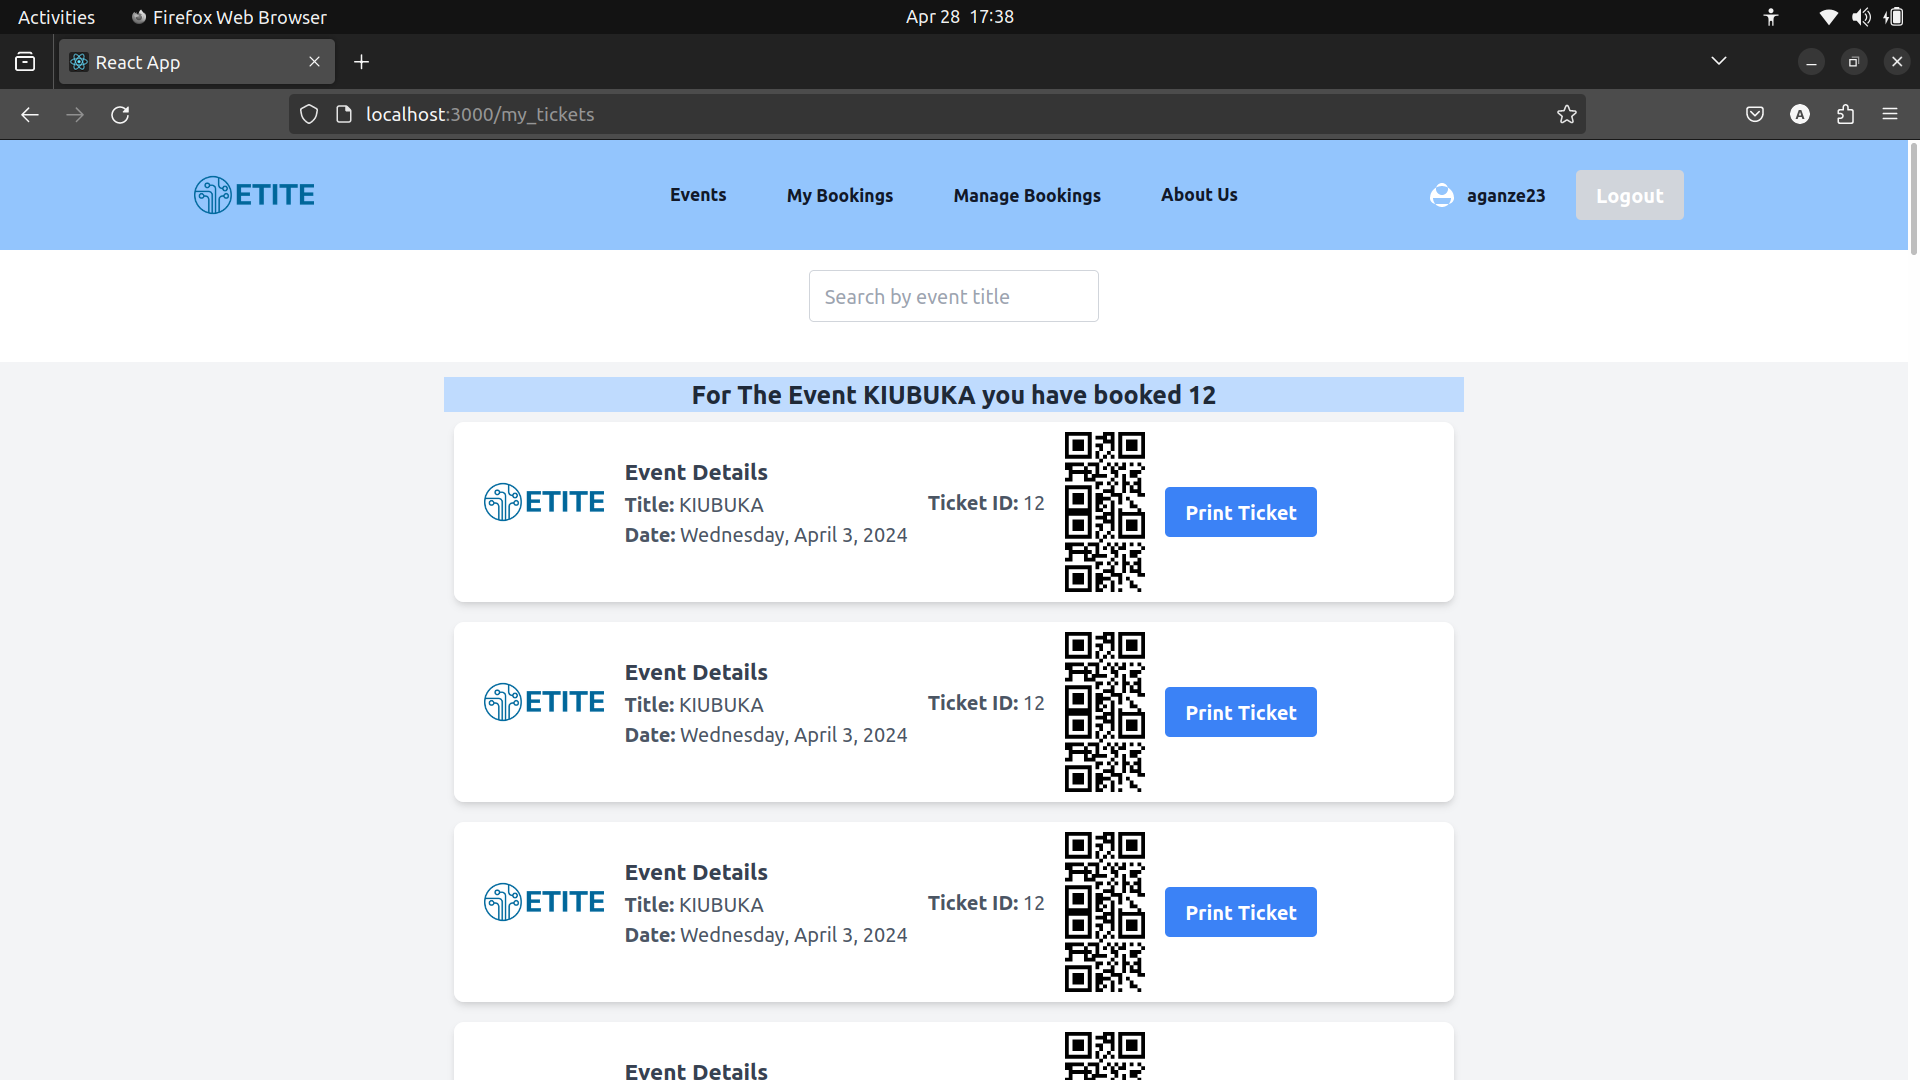 Activities
Firefox Web Browser
Apr 28 17:38
React App
localhost:3000/my_tickets
A
ETITE
Events
My Bookings
Manage Bookings
About Us
aganze23
Logout
Search by event title
For The Event KIUBUKA you have booked 12
ETITE
Event Details
Title: KIUBUKA
Date: Wednesday, April 3, 2024
Ticket ID: 12
Print Ticket
ETITE
Event Details
Title: KIUBUKA
Date: Wednesday, April 3, 2024
Ticket ID: 12
Print Ticket
ETITE
Event Details
Title: KIUBUKA
Date: Wednesday, April 3, 2024
Ticket ID: 12
Print Ticket
Event Details